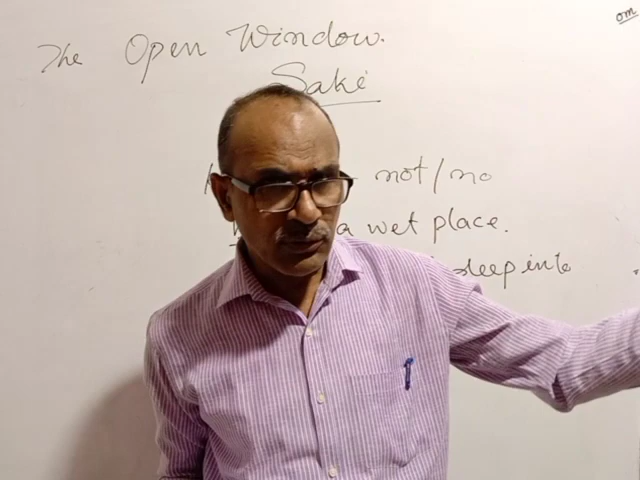 om
The Open Window.
Saki
not/no
a wet place.
deep into